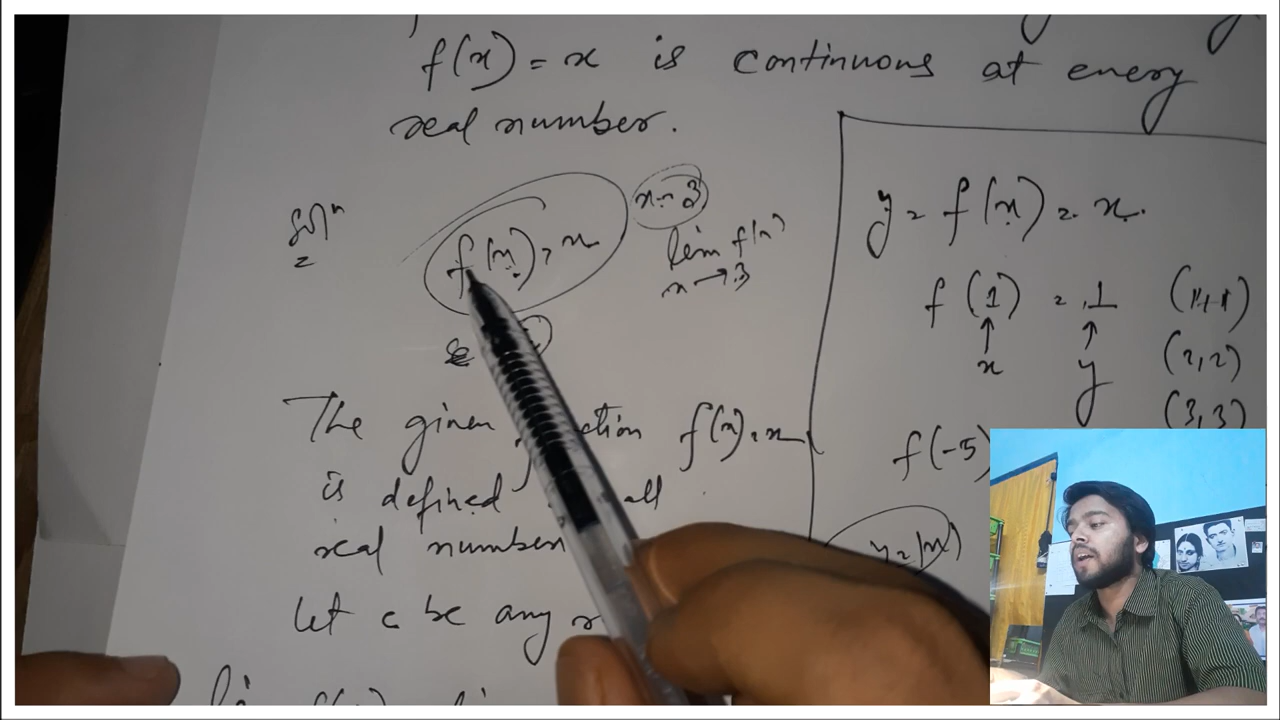 f(x) = x is continuous at every
real number.
Solⁿ
f(x) = x
x → 3
lim f(x)
x → 3
The given
f(x) = x
is defined
all
real number
let c be any
y = f(x) = x.
f(1) = 1 (1,1)
x y (2,2)
(3,3)
f(-5)
y = |x|